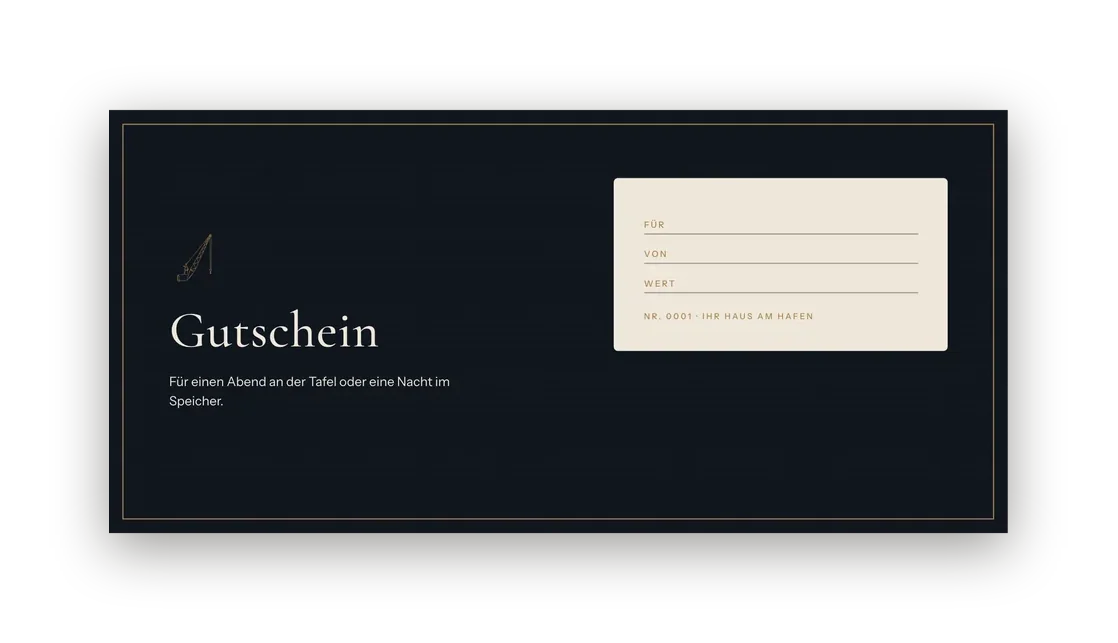 Gutschein
Für einen Abend an der Tafel oder eine Nacht im
Speicher.
FÜR
VON
WERT
NR. 0001 · IHR HAUS AM HAFEN